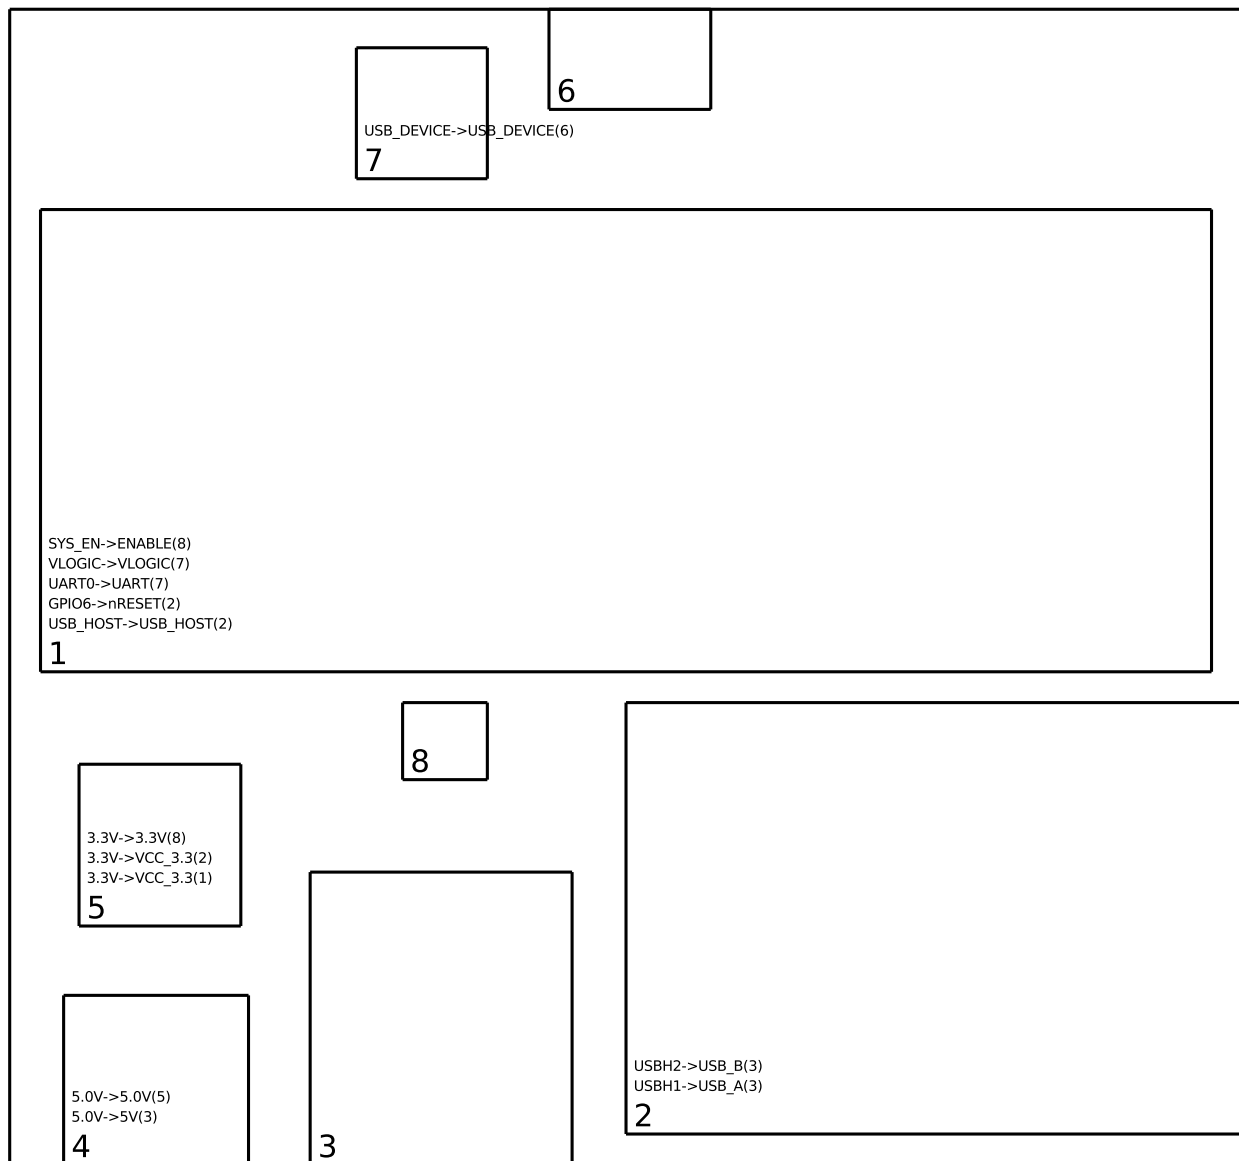 6
USB_DEVICE->USB_DEVICE(6)
7
SYS_EN->ENABLE(8)
VLOGIC->VLOGIC(7)
UART0->UART(7)
GPIO6->nRESET(2)
USB_HOST->USB_HOST(2)
1
8
3.3V->3.3V(8)
3.3V->VCC_3.3(2)
3.3V->VCC_3.3(1)
5
5.0V->5.0V(5)
5.0V->5V(3)
4
3
USBH2->USB_B(3)
USBH1->USB_A(3)
2